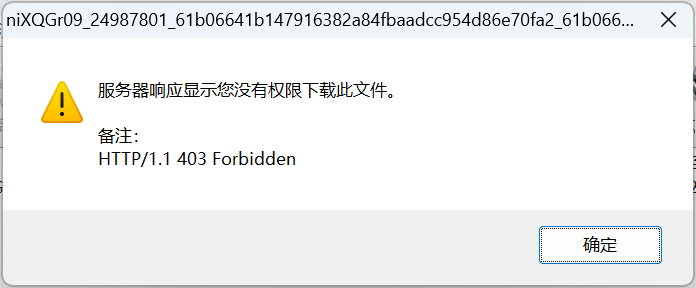 niXQGr09_24987801_61b06641b147916382a84fbaadcc954d86e70fa2_61b066...
服务器响应显示您没有权限下载此文件。
备注：
HTTP/1.1 403 Forbidden
确定